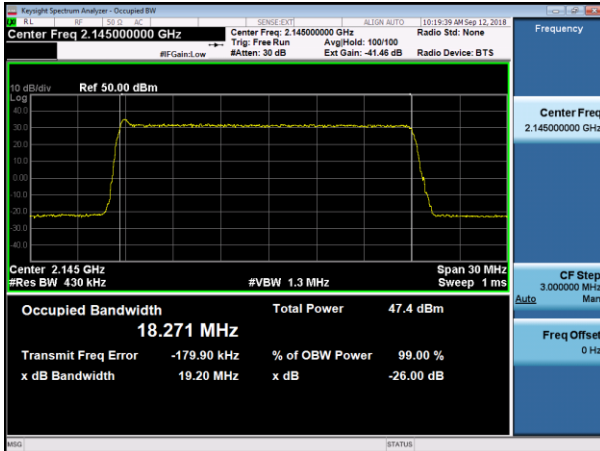 Keysight Spectrum Analyzer - Occupied BW
RL RF 50 Ω AC SENSE:EXT ALIGN AUTO 10:19:39 AM Sep 12, 2018
Center Freq 2.145000000 GHz
Center Freq: 2.145000000 GHz
Radio Std: None
Frequency
Trig: Free Run Avg|Hold: 100/100
#IFGain:Low #Atten: 30 dB Ext Gain: -41.46 dB Radio Device: BTS
10 dB/div Ref 50.00 dBm
Log
40.0
30.0
20.0
10.0
0.00
-10.0
-20.0
-30.0
-40.0
Center 2.145 GHz Span 30 MHz
#Res BW 430 kHz #VBW 1.3 MHz Sweep 1 ms
Occupied Bandwidth Total Power 47.4 dBm
18.271 MHz
Transmit Freq Error -179.90 kHz % of OBW Power 99.00 %
x dB Bandwidth 19.20 MHz x dB -26.00 dB
Center Freq
2.145000000 GHz
CF Step
3.000000 MHz
Auto Man
Freq Offset
0 Hz
MSG STATUS